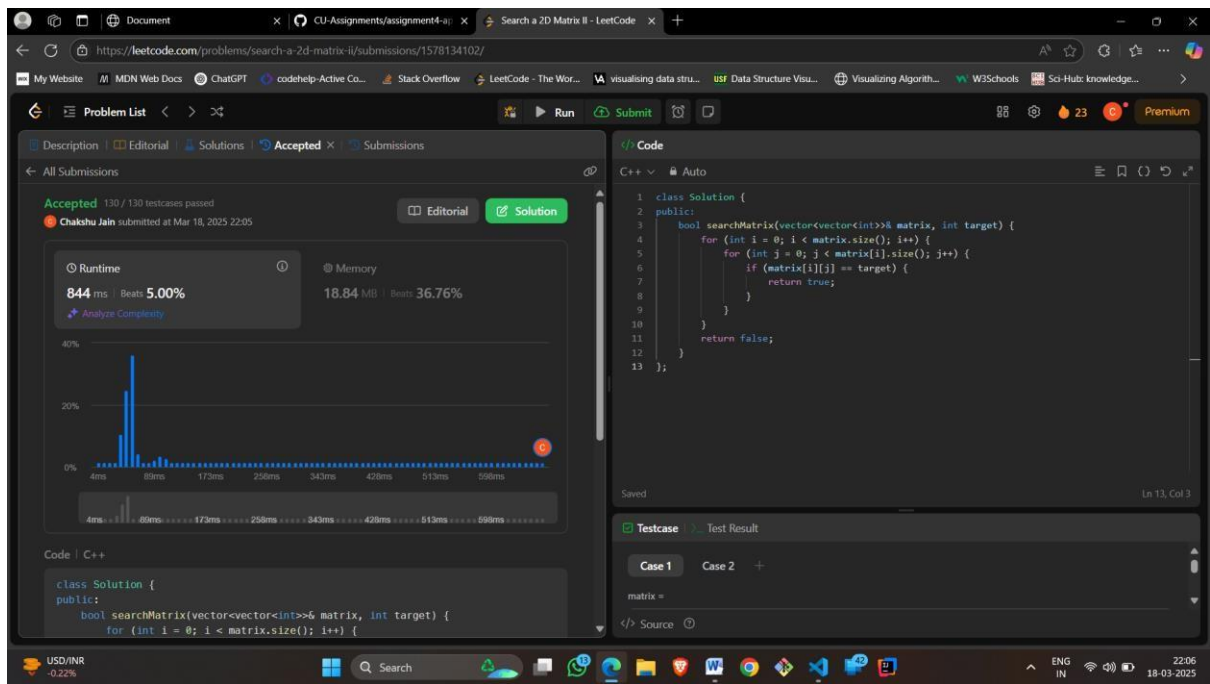 Document
CU-Assignments/assignment4-ap
Search a 2D Matrix II - LeetCode
https://leetcode.com/problems/search-a-2d-matrix-ii/submissions/1578134102/
My Website
MDN Web Docs
ChatGPT
codehelp-Active Co...
Stack Overflow
LeetCode - The Wor...
visualising data stru...
USF Data Structure Visu...
Visualizing Algorith...
W3Schools
Sci-Hub: knowledge...
Problem List
Run
Submit
23
C
Premium
Description
Editorial
Solutions
Accepted
Submissions
All Submissions
Accepted 130 / 130 testcases passed
Chakshu Jain submitted at Mar 18, 2025 22:05
Editorial
Solution
Runtime
844 ms Beats 5.00%
Analyze Complexity
Memory
18.84 MB Beats 36.76%
40%
20%
0%
C
4ms 89ms 173ms 258ms 343ms 428ms 513ms 598ms
4ms 89ms 173ms 258ms 343ms 428ms 513ms 598ms
Code | C++
class Solution {
public:
bool searchMatrix(vector<vector<int>>& matrix, int target) {
for (int i = 0; i < matrix.size(); i++) {
</> Code
C++ Auto
1 class Solution {
2 public:
3 bool searchMatrix(vector<vector<int>>& matrix, int target) {
4 for (int i = 0; i < matrix.size(); i++) {
5 for (int j = 0; j < matrix[i].size(); j++) {
6 if (matrix[i][j] == target) {
7 return true;
8 }
9 }
10 }
11 return false;
12 }
13 };
Saved
Ln 13, Col 3
Testcase
Test Result
Case 1
Case 2
matrix =
</> Source
USD/INR
-0.22%
Search
13
42
ENG
IN
22:06
18-03-2025